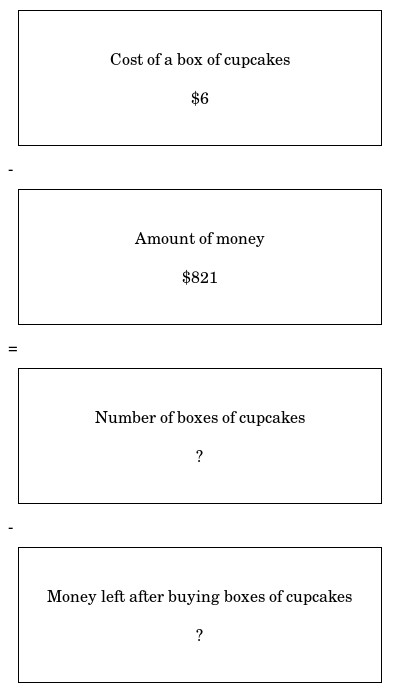 Cost of a box of cupcakes
$6
-
Amount of money
$821
=
Number of boxes of cupcakes
?
-
Money left after buying boxes of cupcakes
?